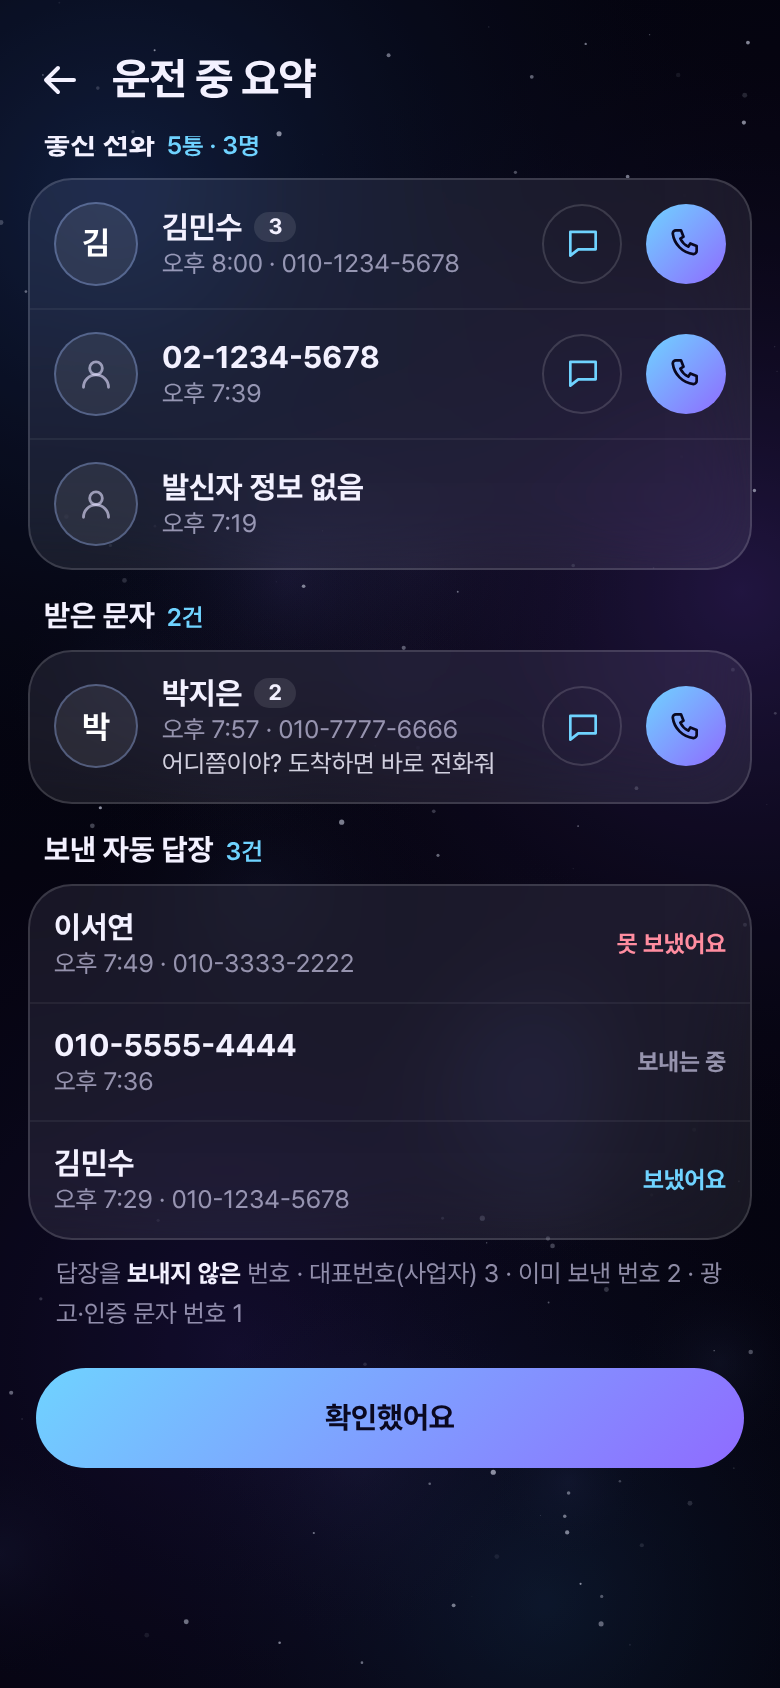 운전 중 요약
5통 · 3명
김
김민수 3
오후 8:00 · 010-1234-5678
02-1234-5678
오후 7:39
발신자 정보 없음
오후 7:19
받은 문자 2건
박
박지은 2
오후 7:57 · 010-7777-6666
어디쯤이야? 도착하면 바로 전화줘
보낸 자동 답장 3건
이서연
오후 7:49 · 010-3333-2222
못 보냈어요
010-5555-4444
오후 7:36
보내는 중
김민수
오후 7:29 · 010-1234-5678
보냈어요
답장을 보내지 않은 번호 · 대표번호(사업자) 3 · 이미 보낸 번호 2 · 광
고·인증 문자 번호 1
확인했어요